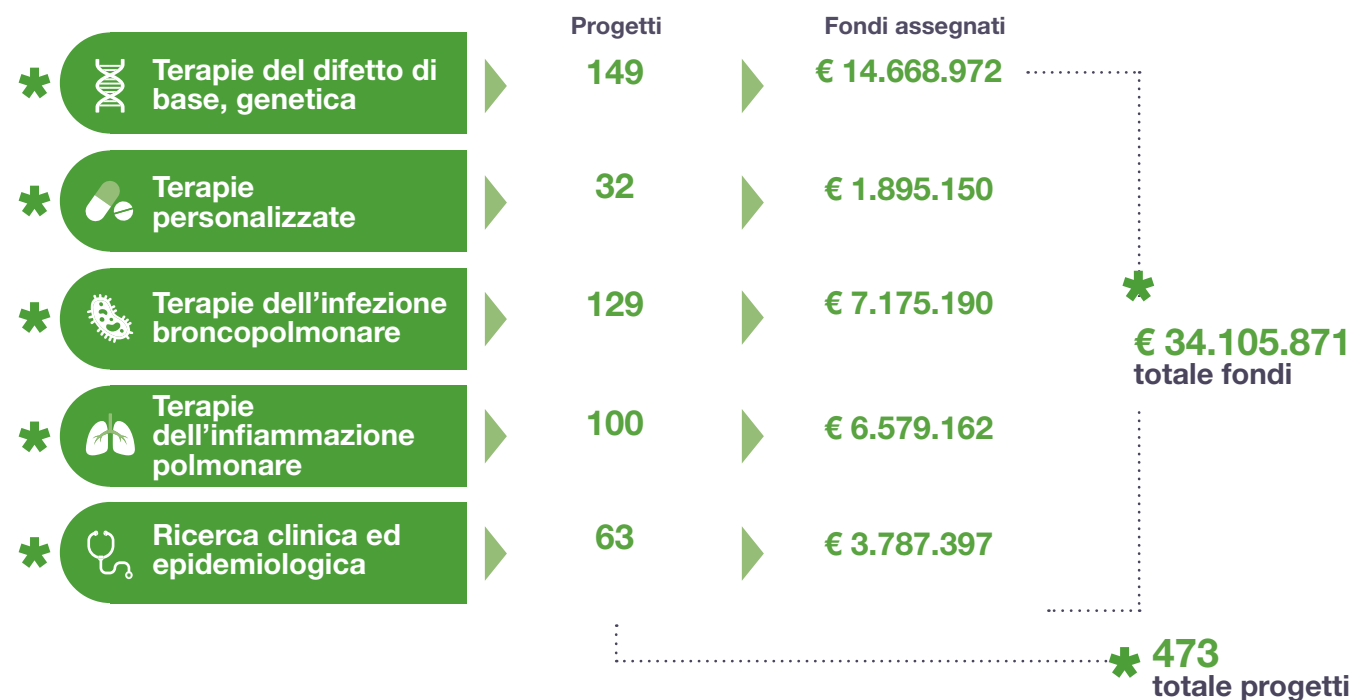 Progetti
Fondi assegnati
Terapie del difetto di
base, genetica
149
€ 14.668.972
Terapie
personalizzate
32
€ 1.895.150
Terapie dell’infezione
broncopolmonare
129
€ 7.175.190
Terapie
dell’infiammazione
polmonare
100
€ 6.579.162
Ricerca clinica ed
epidemiologica
63
€ 3.787.397
€ 34.105.871
totale fondi
473
totale progetti